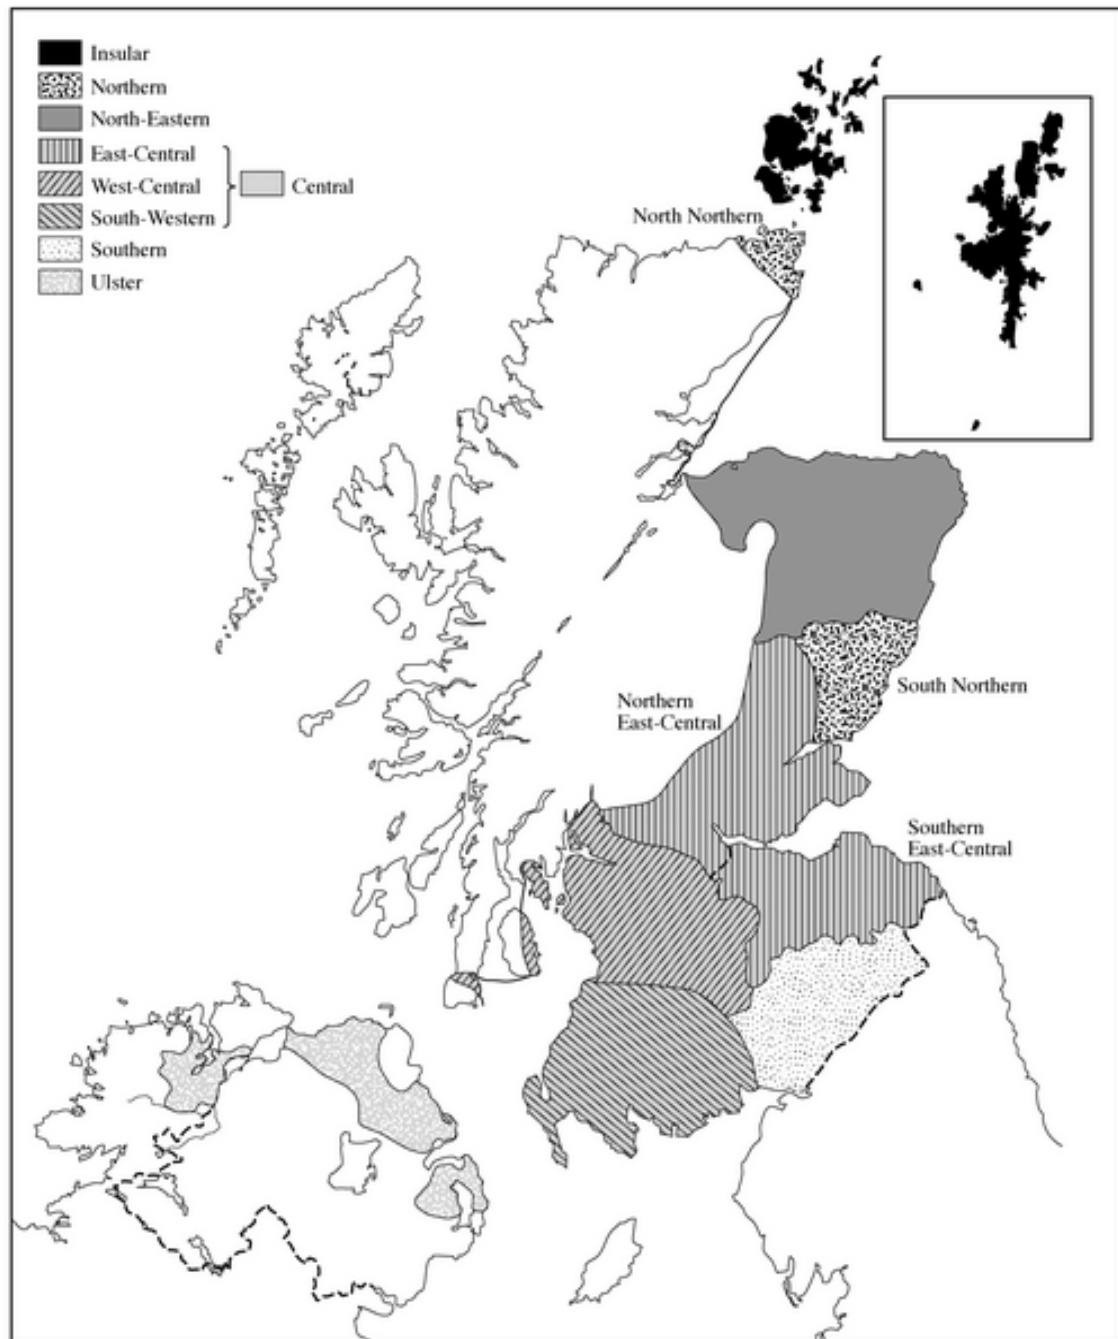 Insular
Northern
North-Eastern
East-Central
West-Central
Central
South-Western
Southern
Ulster
North Northern
South Northern
Northern
East-Central
Southern
East-Central